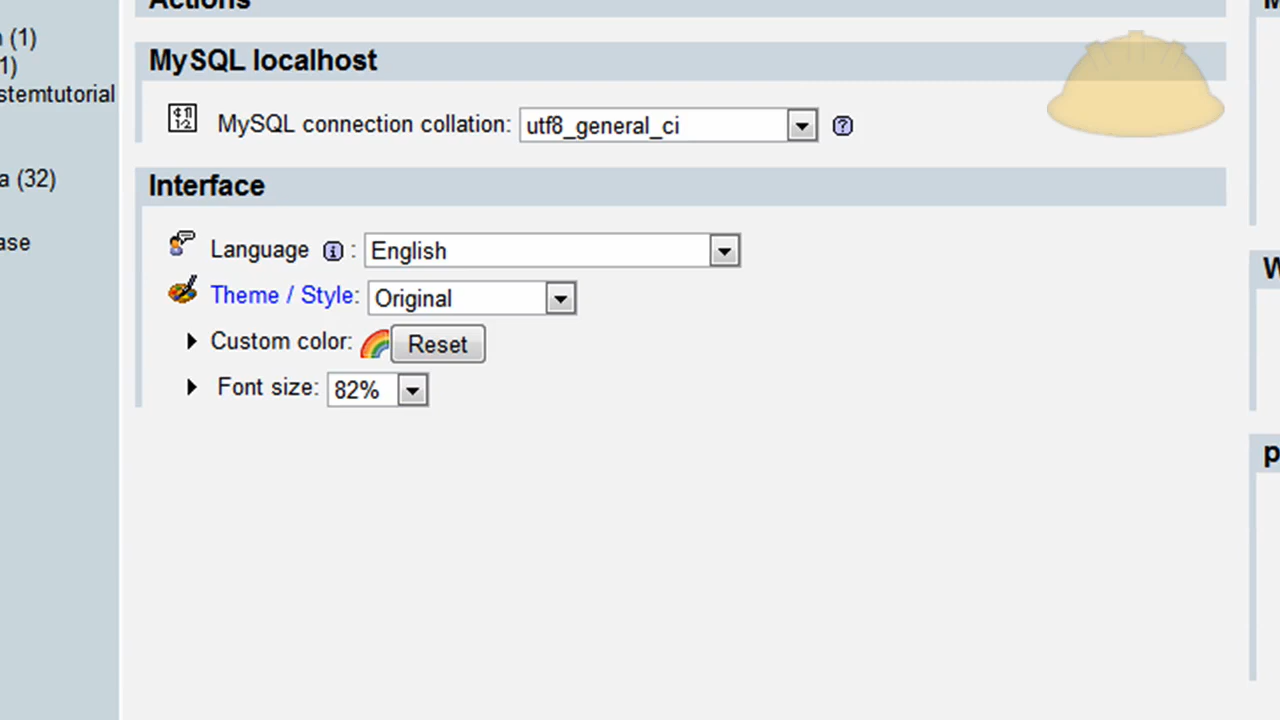 Actions
(1)
1)
stemtutorial
a (32)
ase
MySQL localhost
MySQL connection collation: utf8_general_ci
Interface
Language : English
Theme / Style: Original
Custom color: Reset
Font size: 82%
M
W
p